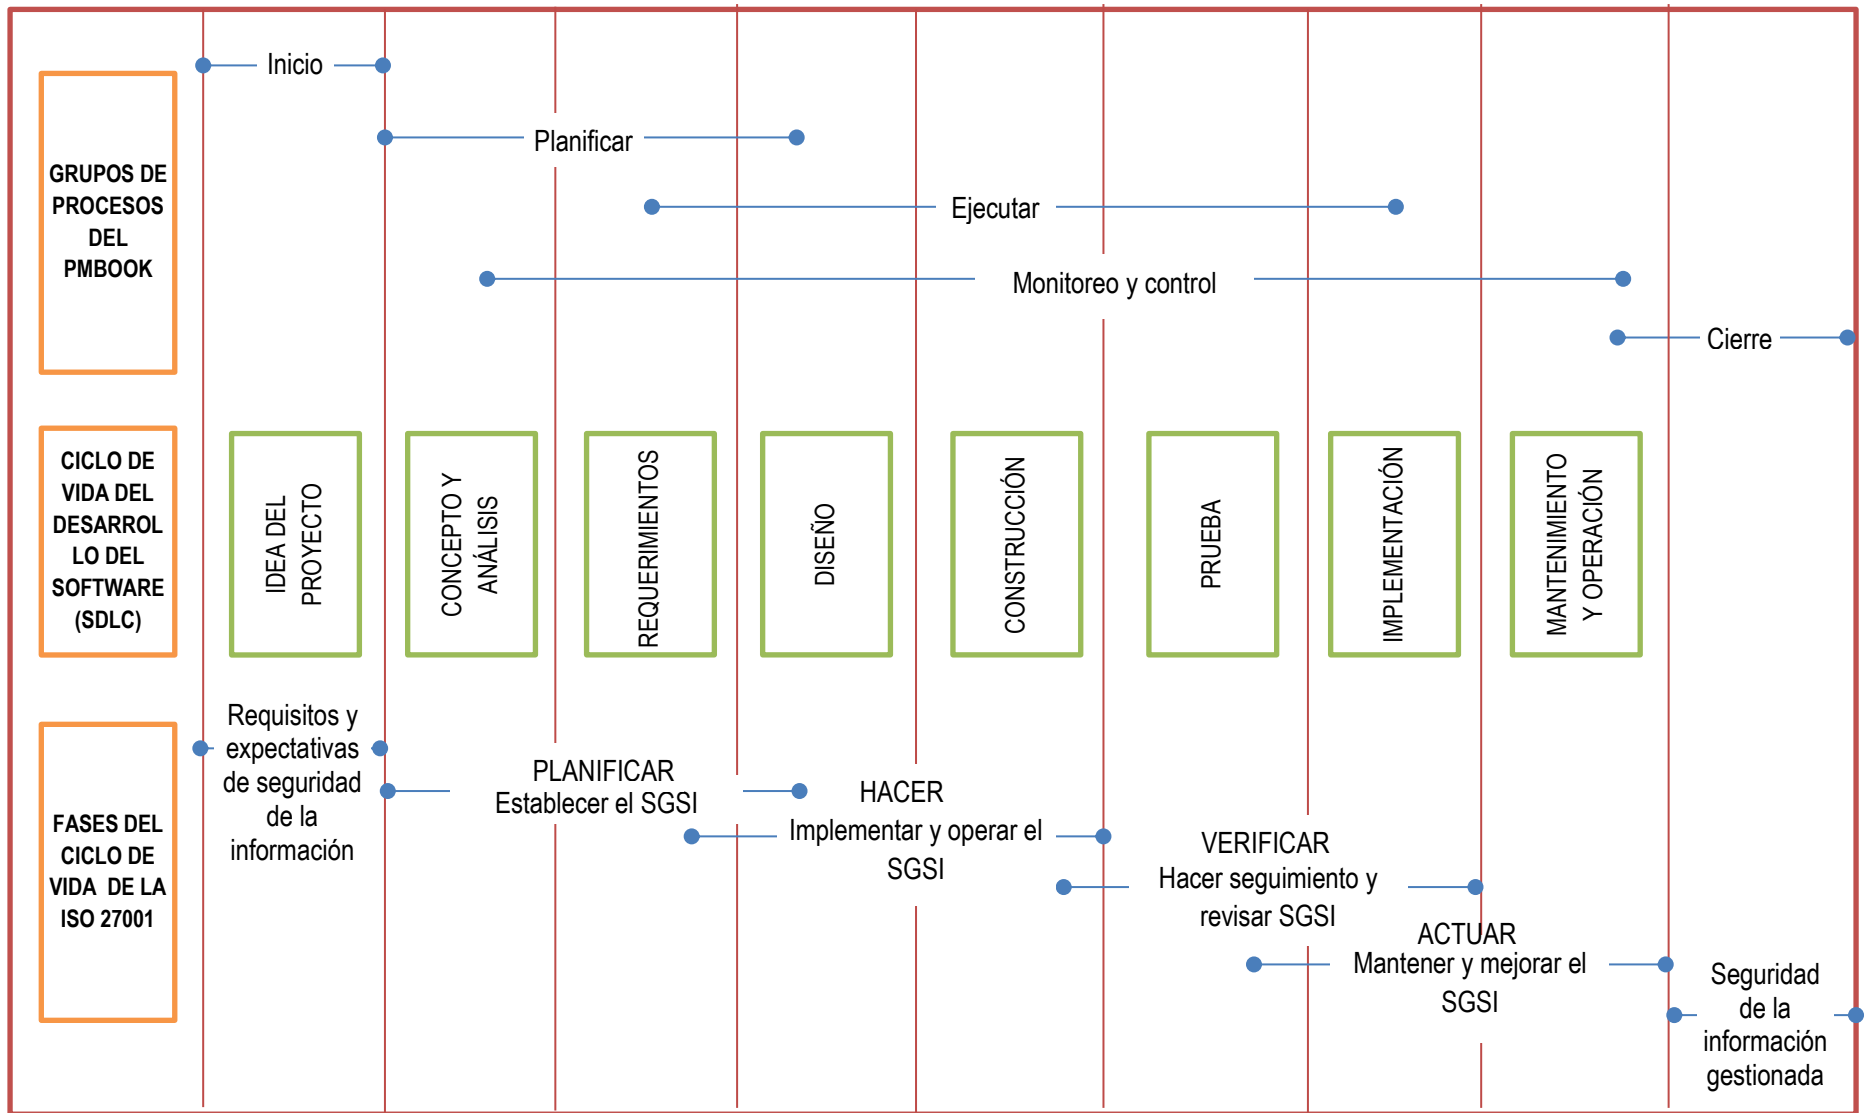 Inicio
Planificar
Ejecutar
Monitoreo y control
Cierre
GRUPOS DE
PROCESOS
DEL
PMBOOK
CICLO DE
VIDA DEL
DESARROL
LO DEL
SOFTWARE
(SDLC)
IDEA DEL
PROYECTO
CONCEPTO Y
ANÁLISIS
REQUERIMIENTOS
DISEÑO
CONSTRUCCIÓN
PRUEBA
IMPLEMENTACIÓN
MANTENIMIENTO
Y OPERACIÓN
FASES DEL
CICLO DE
VIDA DE LA
ISO 27001
Requisitos y
expectativas
de seguridad
de la
información
PLANIFICAR
Establecer el SGSI
HACER
Implementar y operar el
SGSI
VERIFICAR
Hacer seguimiento y
revisar SGSI
ACTUAR
Mantener y mejorar el
SGSI
Seguridad
de la
información
gestionada